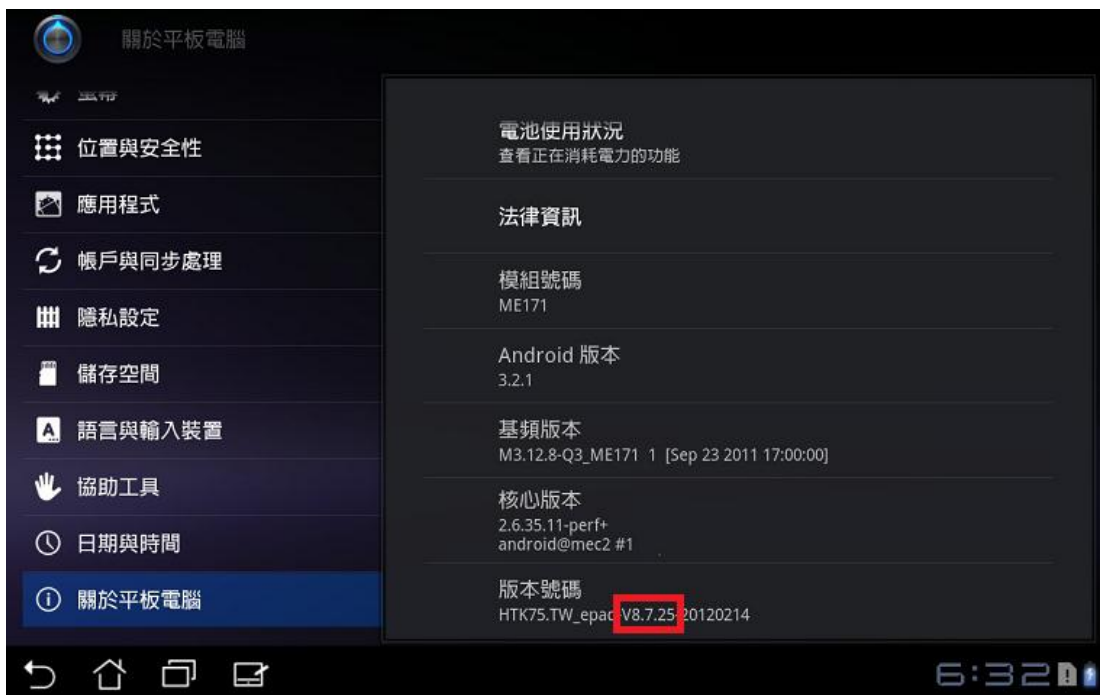 關於平板電腦
螢幕
位置與安全性
應用程式
帳戶與同步處理
隱私設定
儲存空間
語言與輸入裝置
協助工具
日期與時間
關於平板電腦
電池使用狀況
查看正在消耗電力的功能
法律資訊
模組號碼
ME171
Android 版本
3.2.1
基頻版本
M3.12.8-Q3_ME171 1 [Sep 23 2011 17:00:00]
核心版本
2.6.35.11-perf+
android@mec2 #1
版本號碼
HTK75.TW_epad-V8.7.25-20120214
6:32